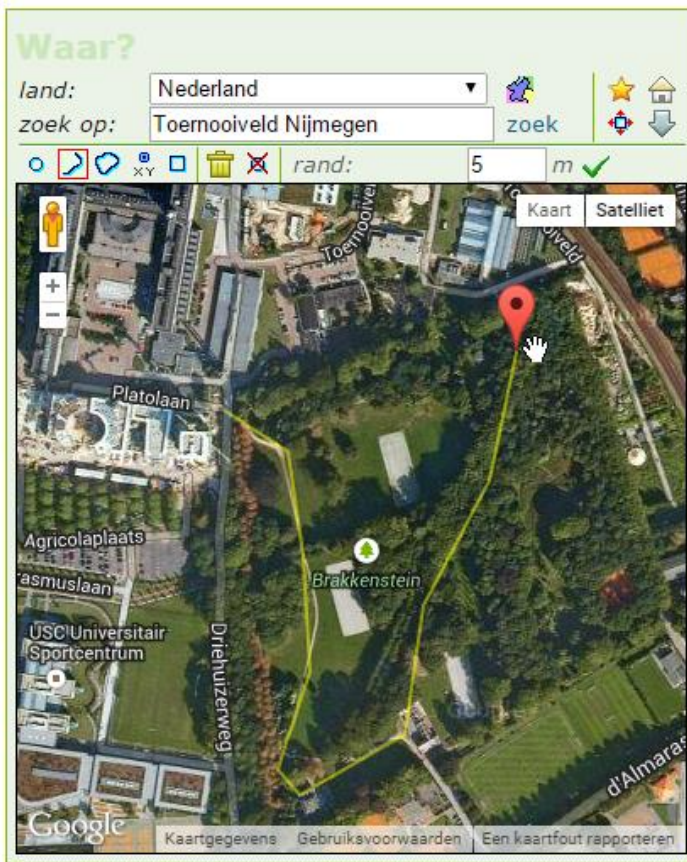 Waar?
land: Nederland
zoek op: Toernooiveld Nijmegen zoek
XY rand: 5 m
Kaart Satelliet
Toernooiveld
Toernooiveld
Platolaan
Agricolaplaats
rasmuslaan
Brakkenstein
USC Universitair
Sportcentrum
Driehuizerweg
d'Almaras
Google
Kaartgegevens Gebruiksvoorwaarden Een kaartfout rapporteren